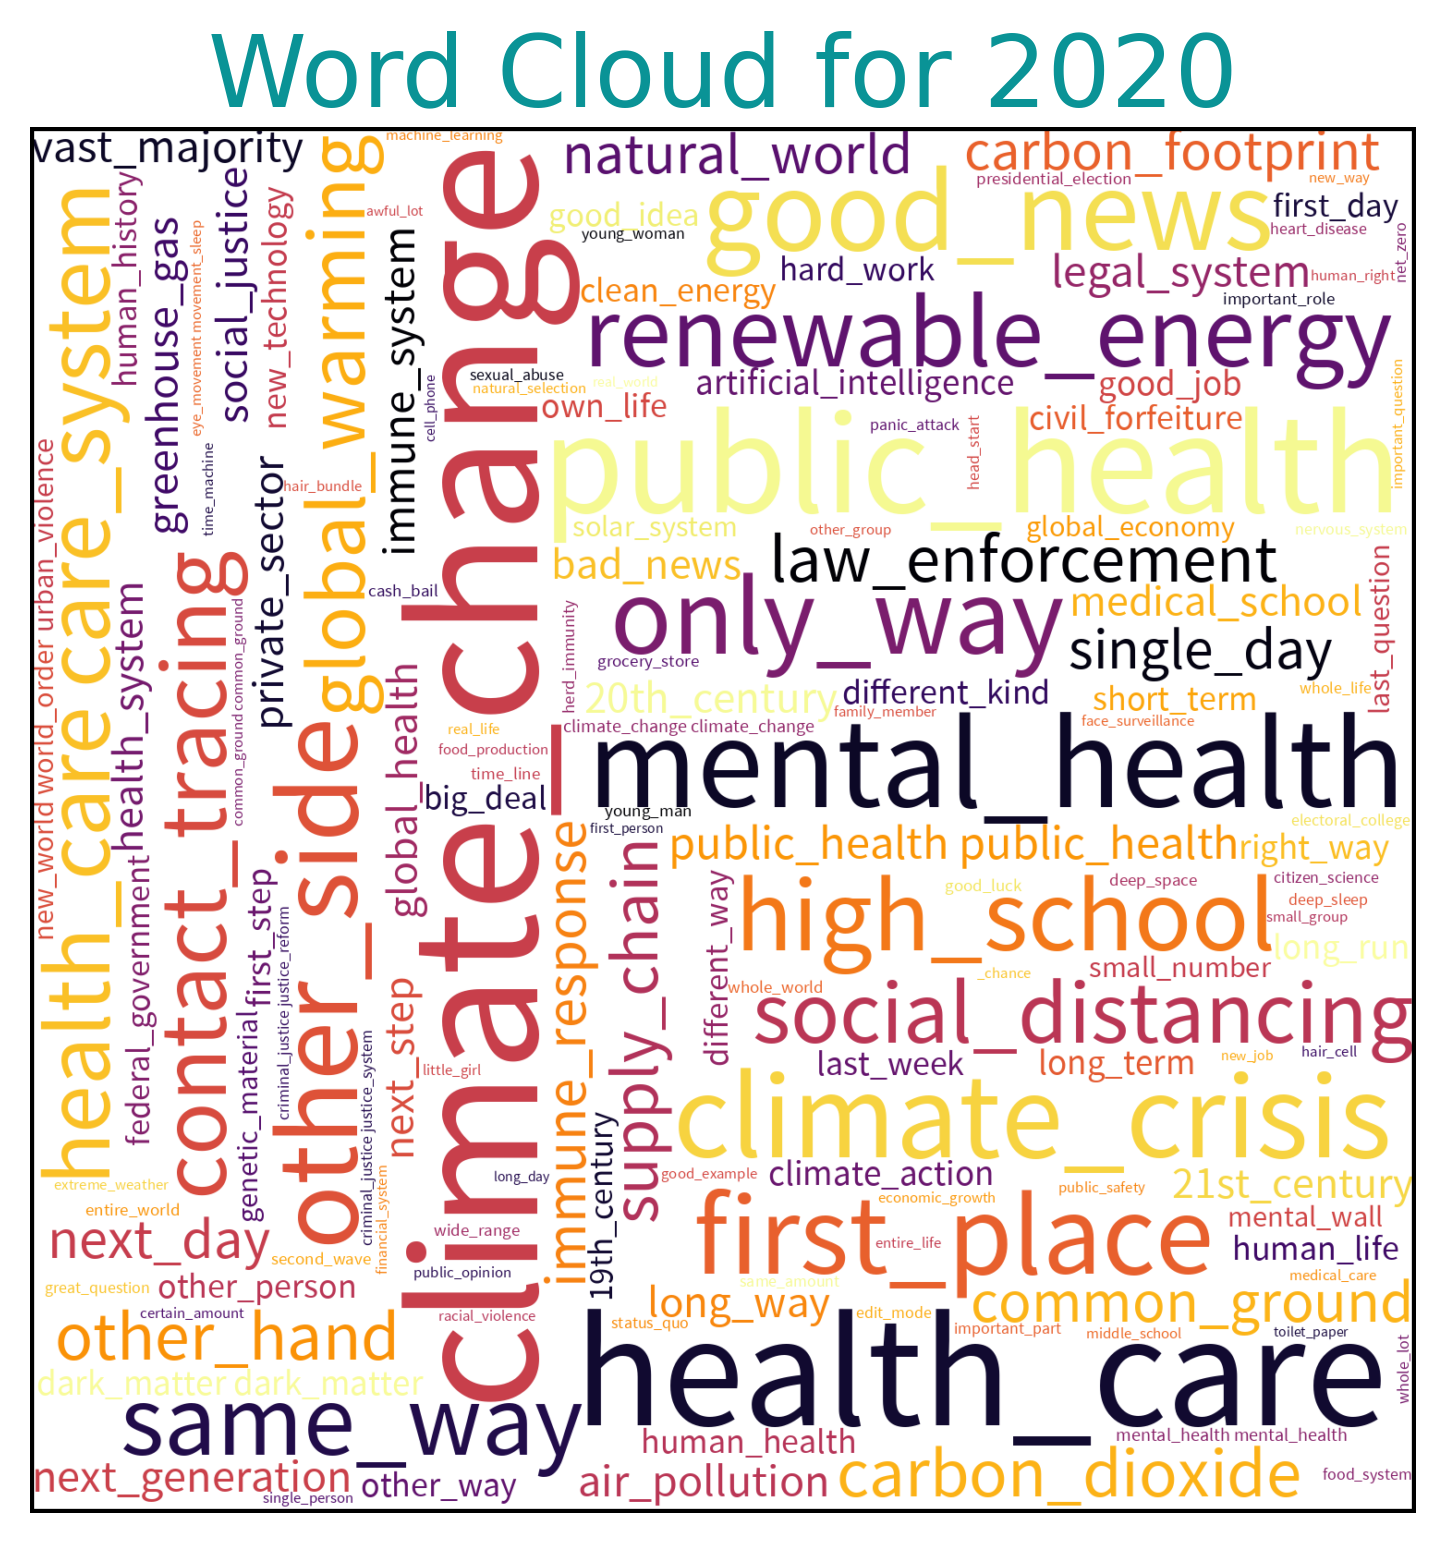 Word Cloud for 2020
vast_majority
machine_learning
natural_world
carbon_footprint
presidential_election
new_way
health_care care_system
human_history
greenhouse_gas
eye_movement movement_sleep
social_justice
new_technology
global_warming
awful_lot
immune_system
climate_change
good_idea
young_woman
good_news
first_day
heart_disease
net_zero
hard_work
legal_system
human_right
clean_energy
important_role
renewable_energy
sexual_abuse
natural_selection
real_world
cell_phone
artificial_intelligence
good_job
own_life
civil_forfeiture
important_question
panic_attack
head_start
public_health
time_machine
new_world world_order urban_violence
private_sector
hair_bundle
solar_system
other_group
global_economy
nervous_system
bad_news
law_enforcement
last_question
contact_tracing
health_system
cash_bail
only_way
medical_school
common_ground common_ground
herd_immunity
single_day
grocery_store
global_health
20th_century
different_kind
short_term
whole_life
family_member
face_surveillance
other_side
real_life
climate_change climate_change
food_production
mental_health
time_line
big_deal
young_man
first_person
electoral_college
federal_government
immune_response
supply_chain
public_health public_health
right_way
genetic_material
first_step
criminal_justice justice_reform
different_way
high_school
good_luck
deep_space
citizen_science
deep_sleep
small_group
long_run
next_step
whole_world
_chance
small_number
social_distancing
criminal_justice justice_system
little_girl
last_week
long_term
new_job
hair_cell
climate_crisis
19th_century
extreme_weather
long_day
good_example
climate_action
public_safety
21st_century
financial_system
economic_growth
first_place
entire_world
next_day
wide_range
entire_life
mental_wall
human_life
second_wave
public_opinion
same_amount
medical_care
great_question
other_person
long_way
edit_mode
common_ground
certain_amount
racial_violence
status_quo
important_part
middle_school
toilet_paper
other_hand
health_care
whole_lot
dark_matter dark_matter
same_way
human_health
mental_health mental_health
next_generation
single_person
other_way
air_pollution
carbon_dioxide
food_system